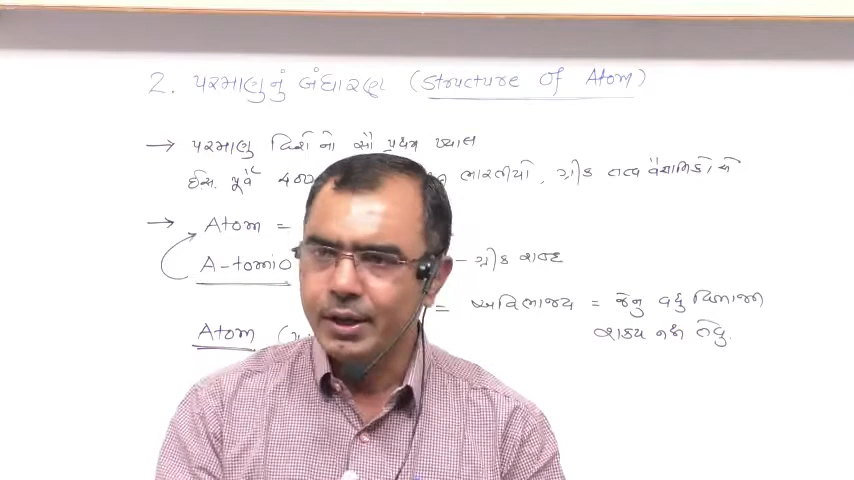 2. પરમાણુનું બંધારણ (Structure of Atom)
→ પરમાણુ વિશેનો સૌ પ્રથમ ખ્યાલ
ઈસ. પૂર્વે 400 ભારતીયો, ગ્રીક તત્વ
→ Atom =
A-tomio - ગ્રીક શબ્દ
= અવિભાજ્ય = જેનું વધુ વિભાજન
Atom ( શક્ય નથી તેવું.